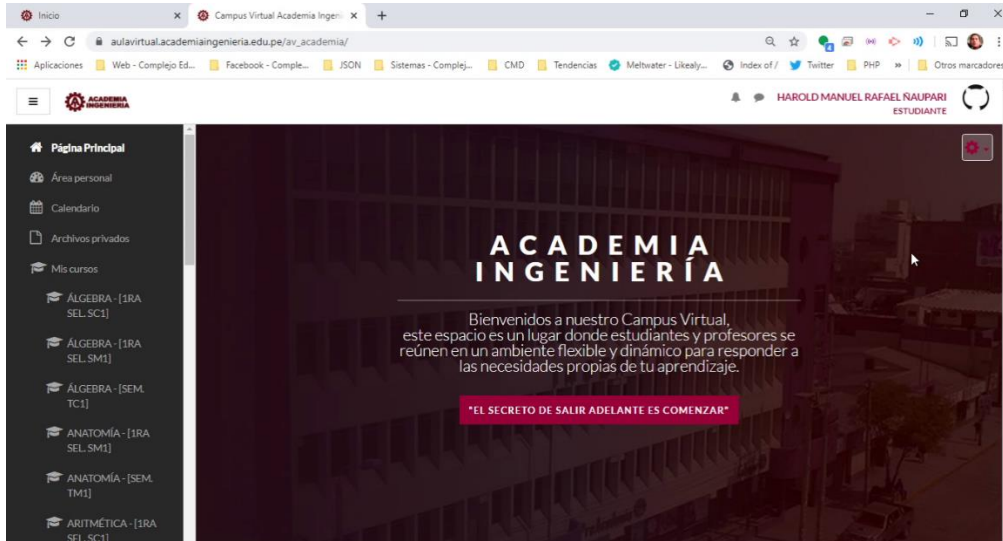 Inicio
Campus Virtual Academia Ingeni
aulavirtual.academiaingenieria.edu.pe/av_academia/
Aplicaciones
Web - Complejo Ed...
Facebook - Comple...
JSON
Sistemas - Complej...
CMD
Tendencias
Meltwater - Likealy...
Index of /
Twitter
PHP
»
Otros marcadores
ACADEMIA
INGENIERIA
HAROLD MANUEL RAFAEL ÑAUPARI
ESTUDIANTE
Página Principal
Área personal
Calendario
Archivos privados
Mis cursos
ÁLGEBRA - [1RA
SEL. SC1]
ÁLGEBRA - [1RA
SEL. SM1]
ÁLGEBRA - [SEM.
TC1]
ANATOMÍA - [1RA
SEL. SM1]
ANATOMÍA - [SEM.
TM1]
ARITMÉTICA - [1RA
SEL. SC1]
ACADEMIA
INGENIERÍA
Bienvenidos a nuestro Campus Virtual,
este espacio es un lugar donde estudiantes y profesores se
reúnen en un ambiente flexible y dinámico para responder a
las necesidades propias de tu aprendizaje.
"EL SECRETO DE SALIR ADELANTE ES COMENZAR"